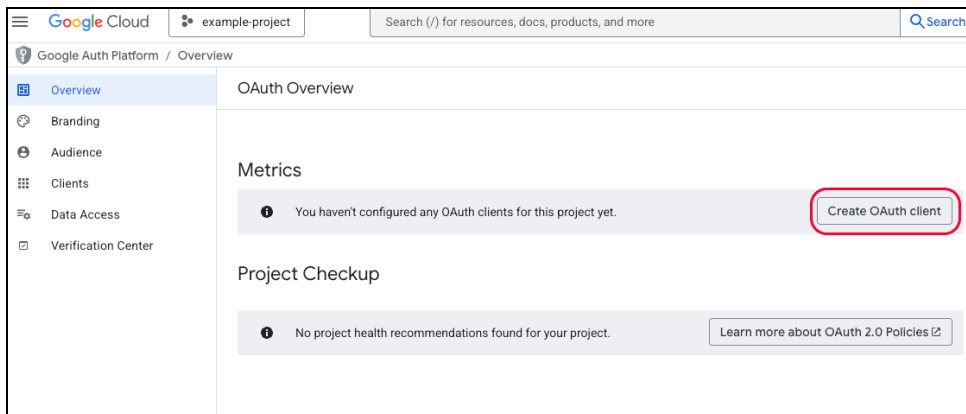 Google Cloud
example-project
Search (/) for resources, docs, products, and more
Search
Google Auth Platform / Overview
Overview
Branding
Audience
Clients
Data Access
Verification Center
OAuth Overview
Metrics
You haven't configured any OAuth clients for this project yet.
Create OAuth client
Project Checkup
No project health recommendations found for your project.
Learn more about OAuth 2.0 Policies